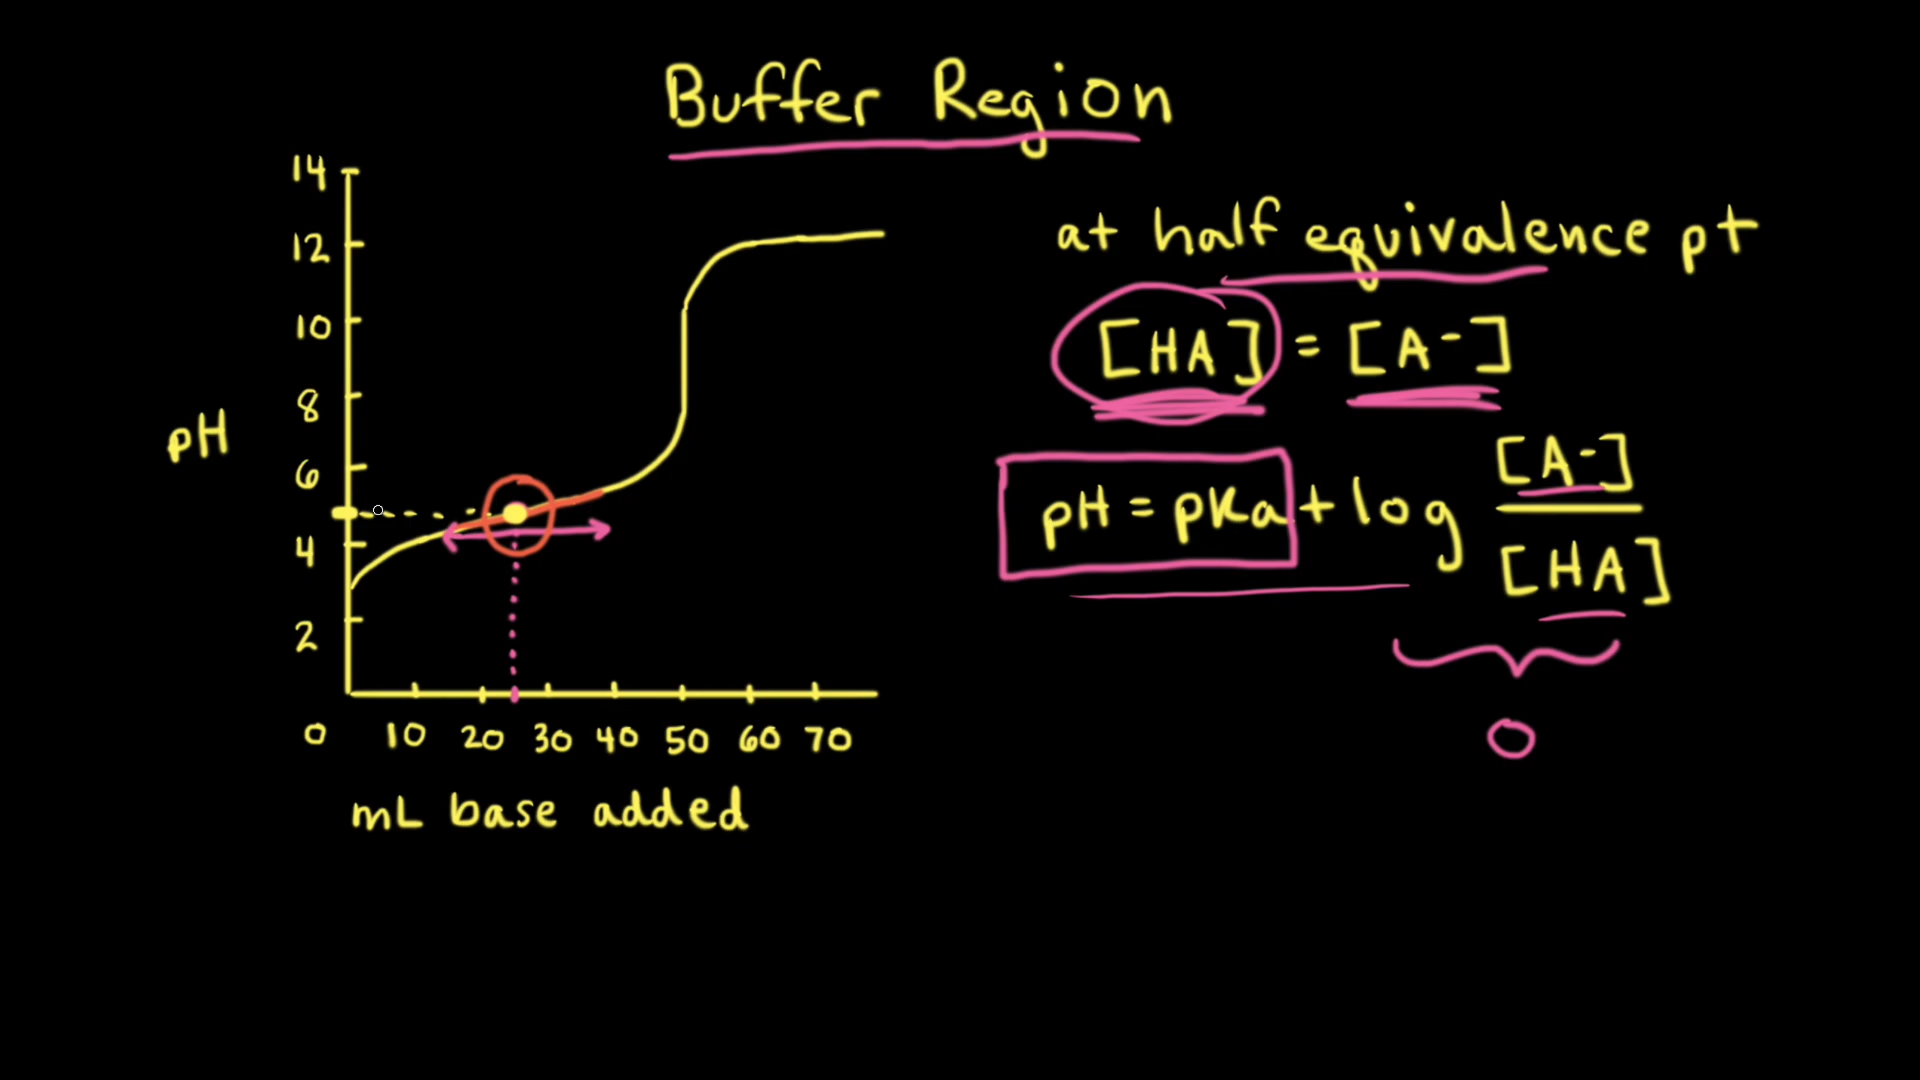 Buffer Region
14
12
10
8
6
4
2
pH
0 10 20 30 40 50 60 70
mL base added
at half equivalence pt
[HA] = [A-]
pH = pKa + log [A-]
[HA]
0